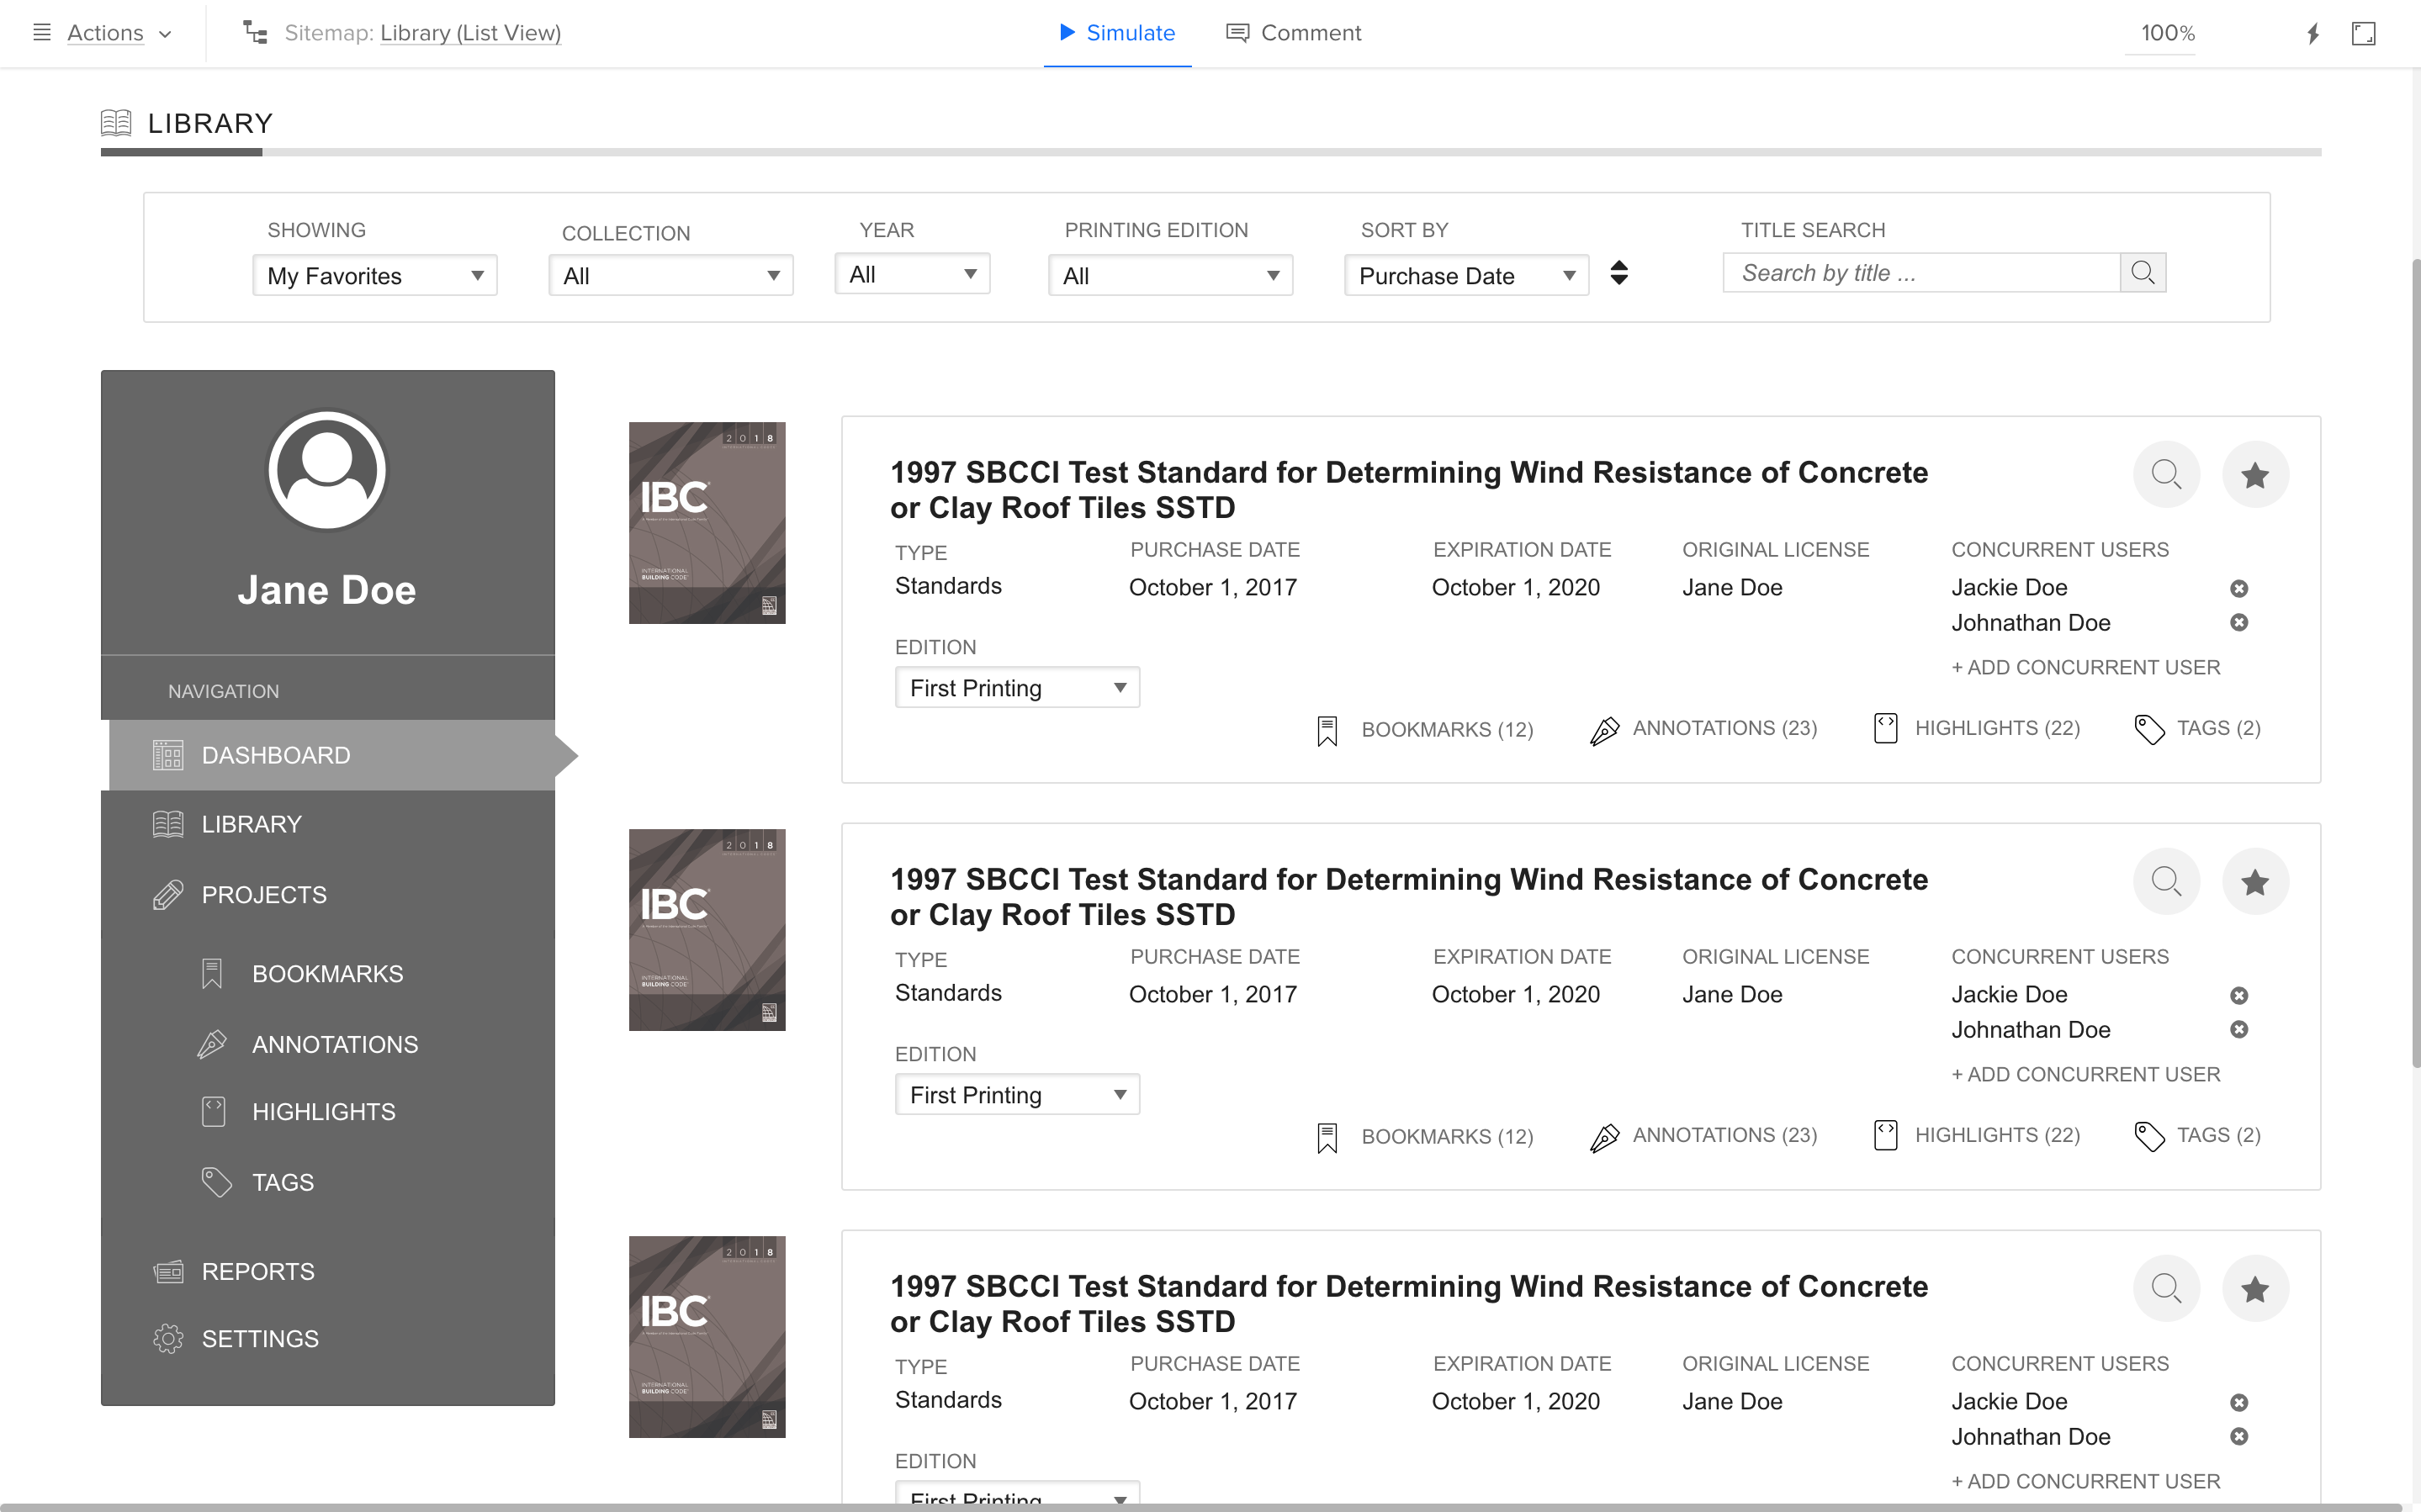 Actions
Sitemap: Library (List View)
Simulate
Comment
100%
LIBRARY
SHOWING
My Favorites
COLLECTION
All
YEAR
All
PRINTING EDITION
All
SORT BY
Purchase Date
TITLE SEARCH
Search by title ...
Jane Doe
NAVIGATION
DASHBOARD
LIBRARY
PROJECTS
BOOKMARKS
ANNOTATIONS
HIGHLIGHTS
TAGS
REPORTS
SETTINGS
2018
IBC
INTERNATIONAL
BUILDING CODE
1997 SBCCI Test Standard for Determining Wind Resistance of Concrete
or Clay Roof Tiles SSTD
TYPE
Standards
PURCHASE DATE
October 1, 2017
EXPIRATION DATE
October 1, 2020
ORIGINAL LICENSE
Jane Doe
CONCURRENT USERS
Jackie Doe
Johnathan Doe
+ ADD CONCURRENT USER
EDITION
First Printing
BOOKMARKS (12)
ANNOTATIONS (23)
HIGHLIGHTS (22)
TAGS (2)
2018
IBC
INTERNATIONAL
BUILDING CODE
1997 SBCCI Test Standard for Determining Wind Resistance of Concrete
or Clay Roof Tiles SSTD
TYPE
Standards
PURCHASE DATE
October 1, 2017
EXPIRATION DATE
October 1, 2020
ORIGINAL LICENSE
Jane Doe
CONCURRENT USERS
Jackie Doe
Johnathan Doe
+ ADD CONCURRENT USER
EDITION
First Printing
BOOKMARKS (12)
ANNOTATIONS (23)
HIGHLIGHTS (22)
TAGS (2)
2018
IBC
INTERNATIONAL
BUILDING CODE
1997 SBCCI Test Standard for Determining Wind Resistance of Concrete
or Clay Roof Tiles SSTD
TYPE
Standards
PURCHASE DATE
October 1, 2017
EXPIRATION DATE
October 1, 2020
ORIGINAL LICENSE
Jane Doe
CONCURRENT USERS
Jackie Doe
Johnathan Doe
+ ADD CONCURRENT USER
EDITION
First Printing